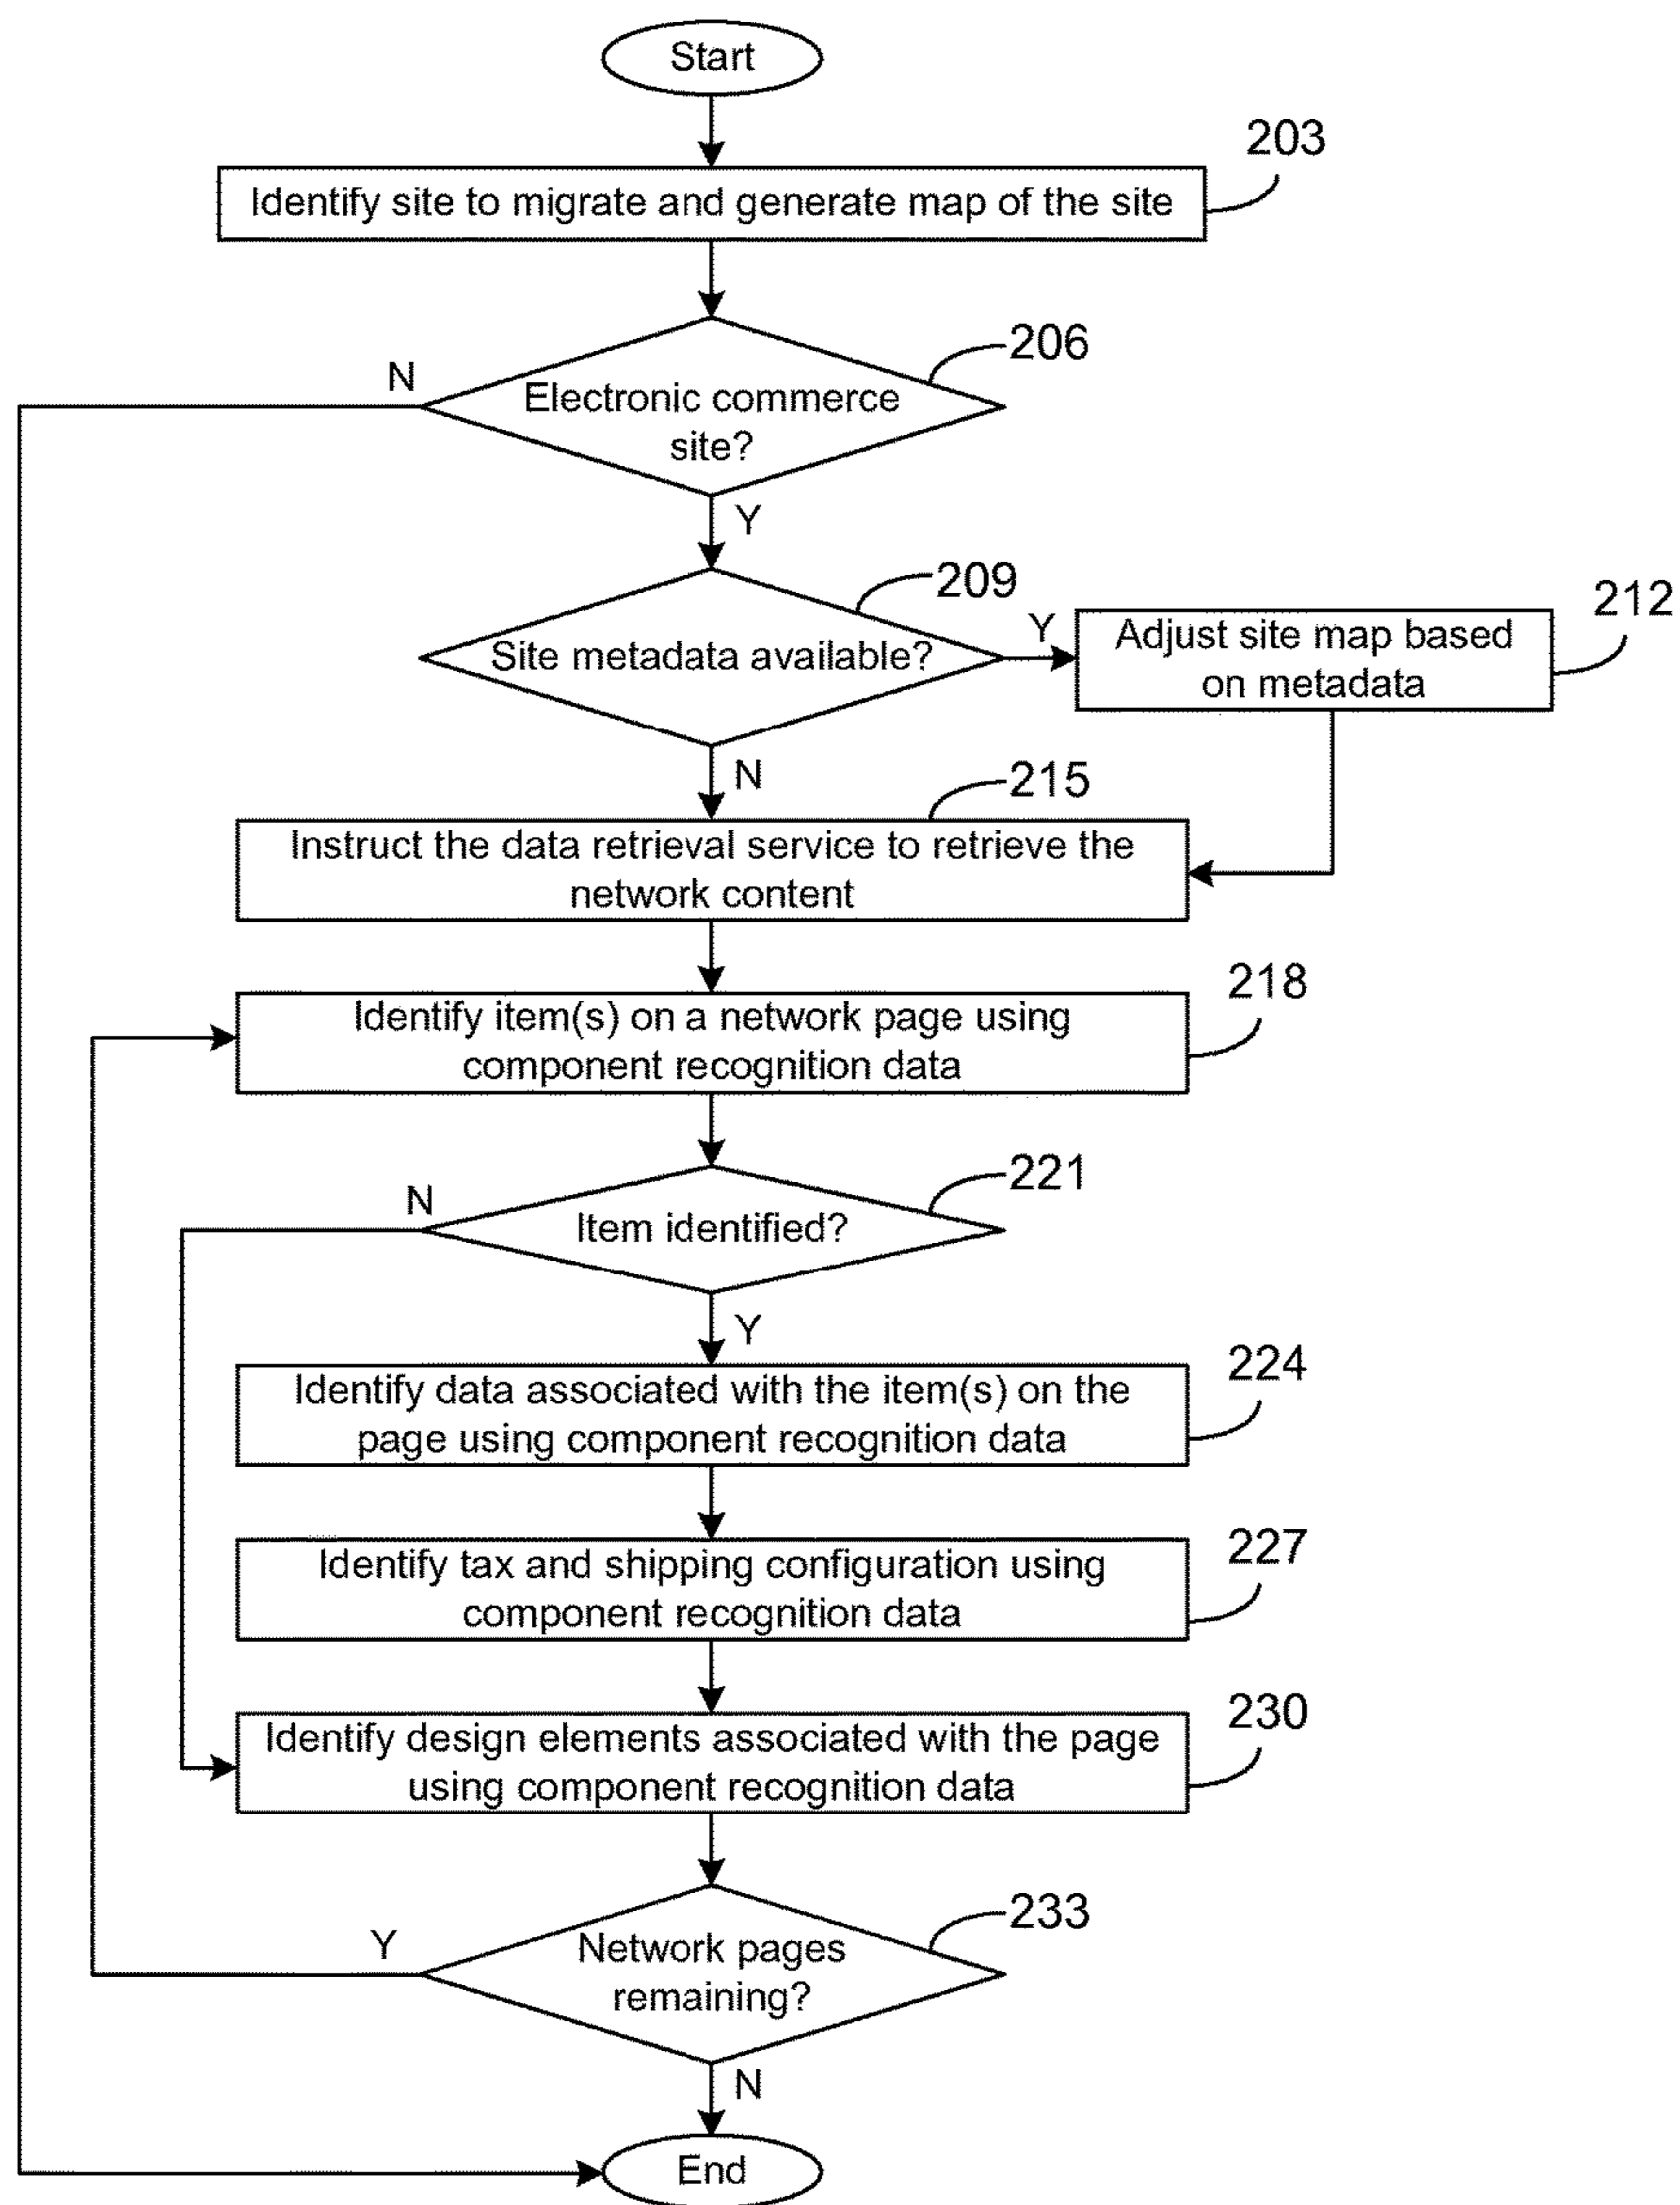 Start
203
Identify site to migrate and generate map of the site
206
N
Electronic commerce
site?
Y
209
212
Y
Adjust site map based
on metadata
Site metadata available?
N
215
Instruct the data retrieval service to retrieve the
network content
218
Identify item(s) on a network page using
component recognition data
221
N
Item identified?
Y
224
Identify data associated with the item(s) on the
page using component recognition data
227
Identify tax and shipping configuration using
component recognition data
230
Identify design elements associated with the page
using component recognition data
233
Y
Network pages
remaining?
N
End